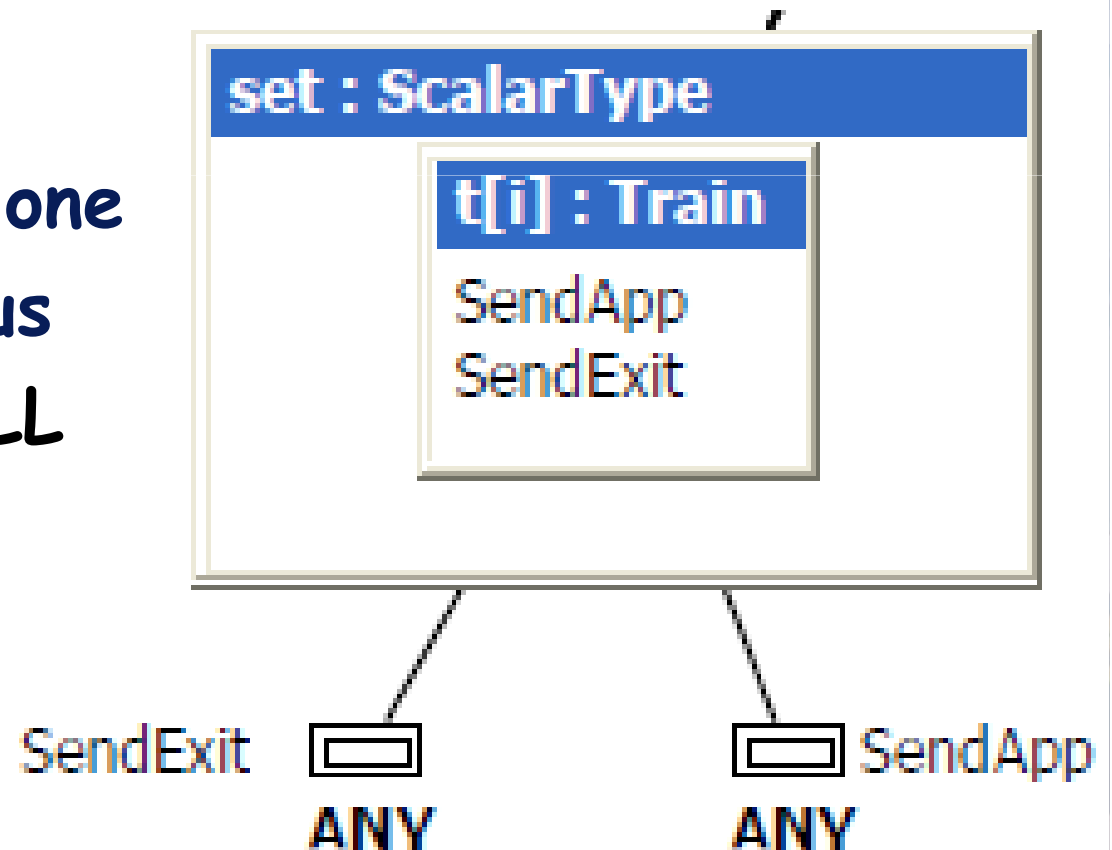 set : ScalarType
one
t[i] : Train
us
SendApp
LL
SendExit
SendExit
SendApp
ANY
ANY